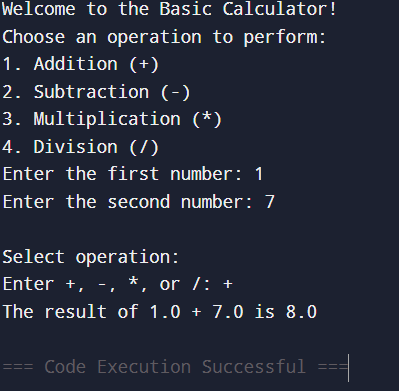 Welcome to the Basic Calculator!
Choose an operation to perform:
1. Addition (+)
2. Subtraction (-)
3. Multiplication (*)
4. Division (/)
Enter the first number: 1
Enter the second number: 7
Select operation:
Enter +, -, *, or /: +
The result of 1.0 + 7.0 is 8.0
=== Code Execution Successful ===